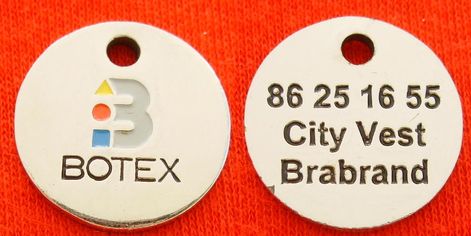 BOTEX
86 25 16 55
City Vest
Brabrand